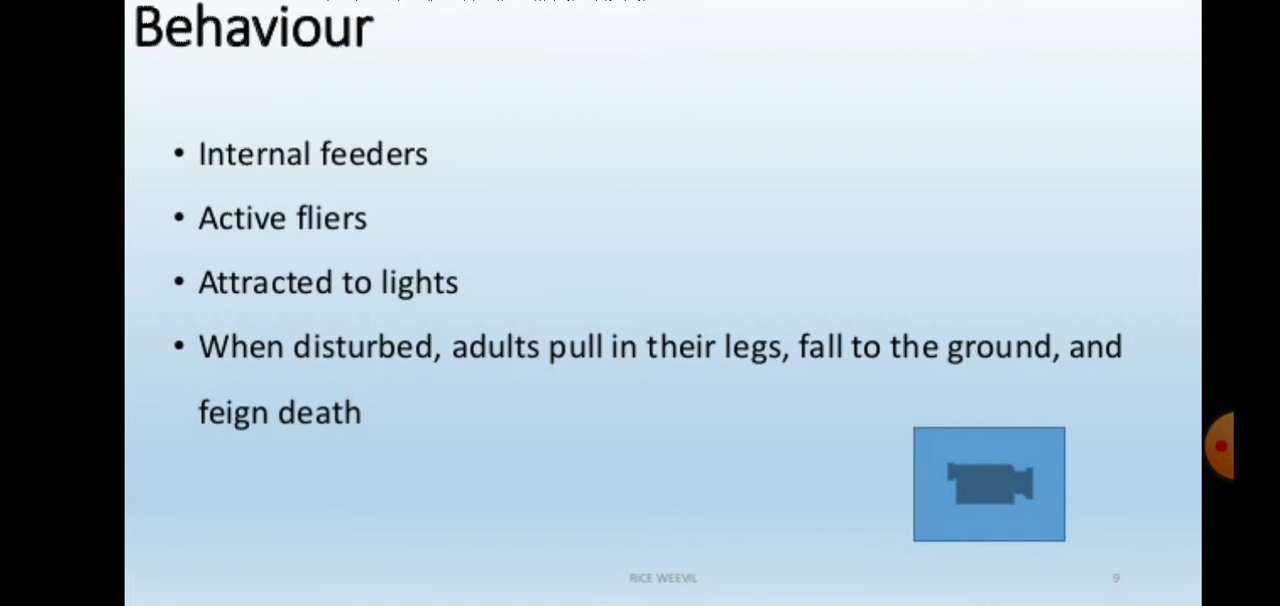 Behaviour
• Internal feeders
• Active fliers
• Attracted to lights
• When disturbed, adults pull in their legs, fall to the ground, and
feign death
RICE WEEVIL
9